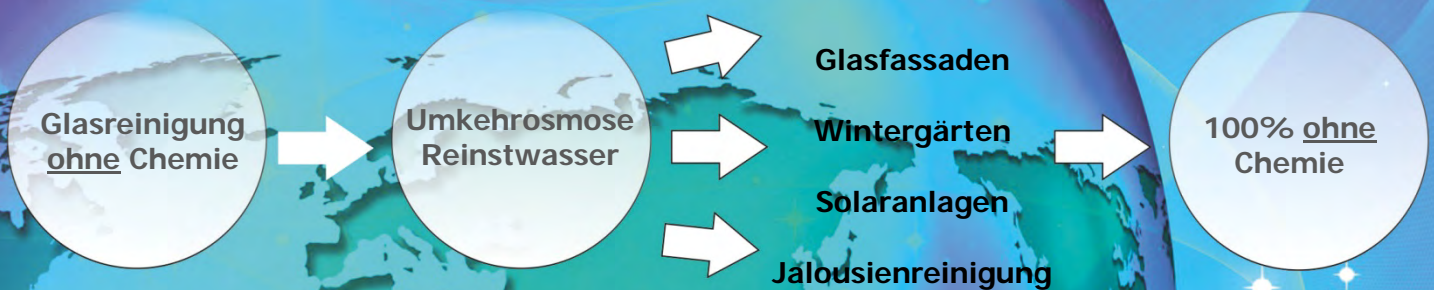 Glasreinigung
ohne Chemie
Umkehrosmose
Reinstwasser
Glasfassaden
Wintergärten
Solaranlagen
Jalousienreinigung
100% ohne
Chemie